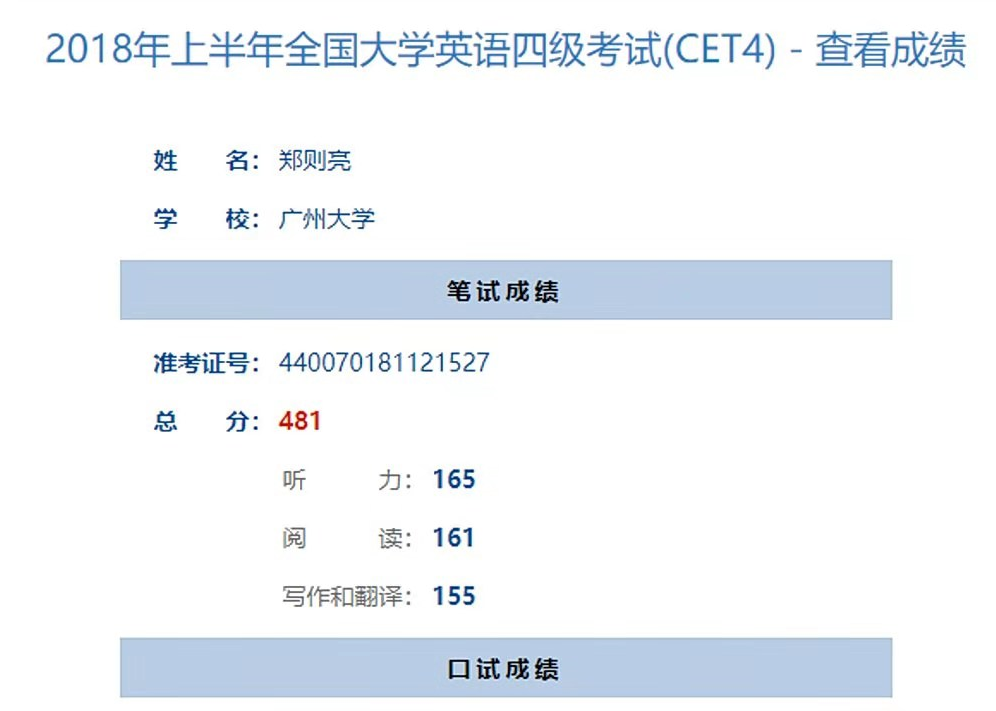 2018年上半年全国大学英语四级考试(CET4) - 查看成绩
姓 名: 郑则亮
学 校: 广州大学
笔试成绩
准考证号: 440070181121527
总 分: 481
听 力: 165
阅 读: 161
写作和翻译: 155
口试成绩